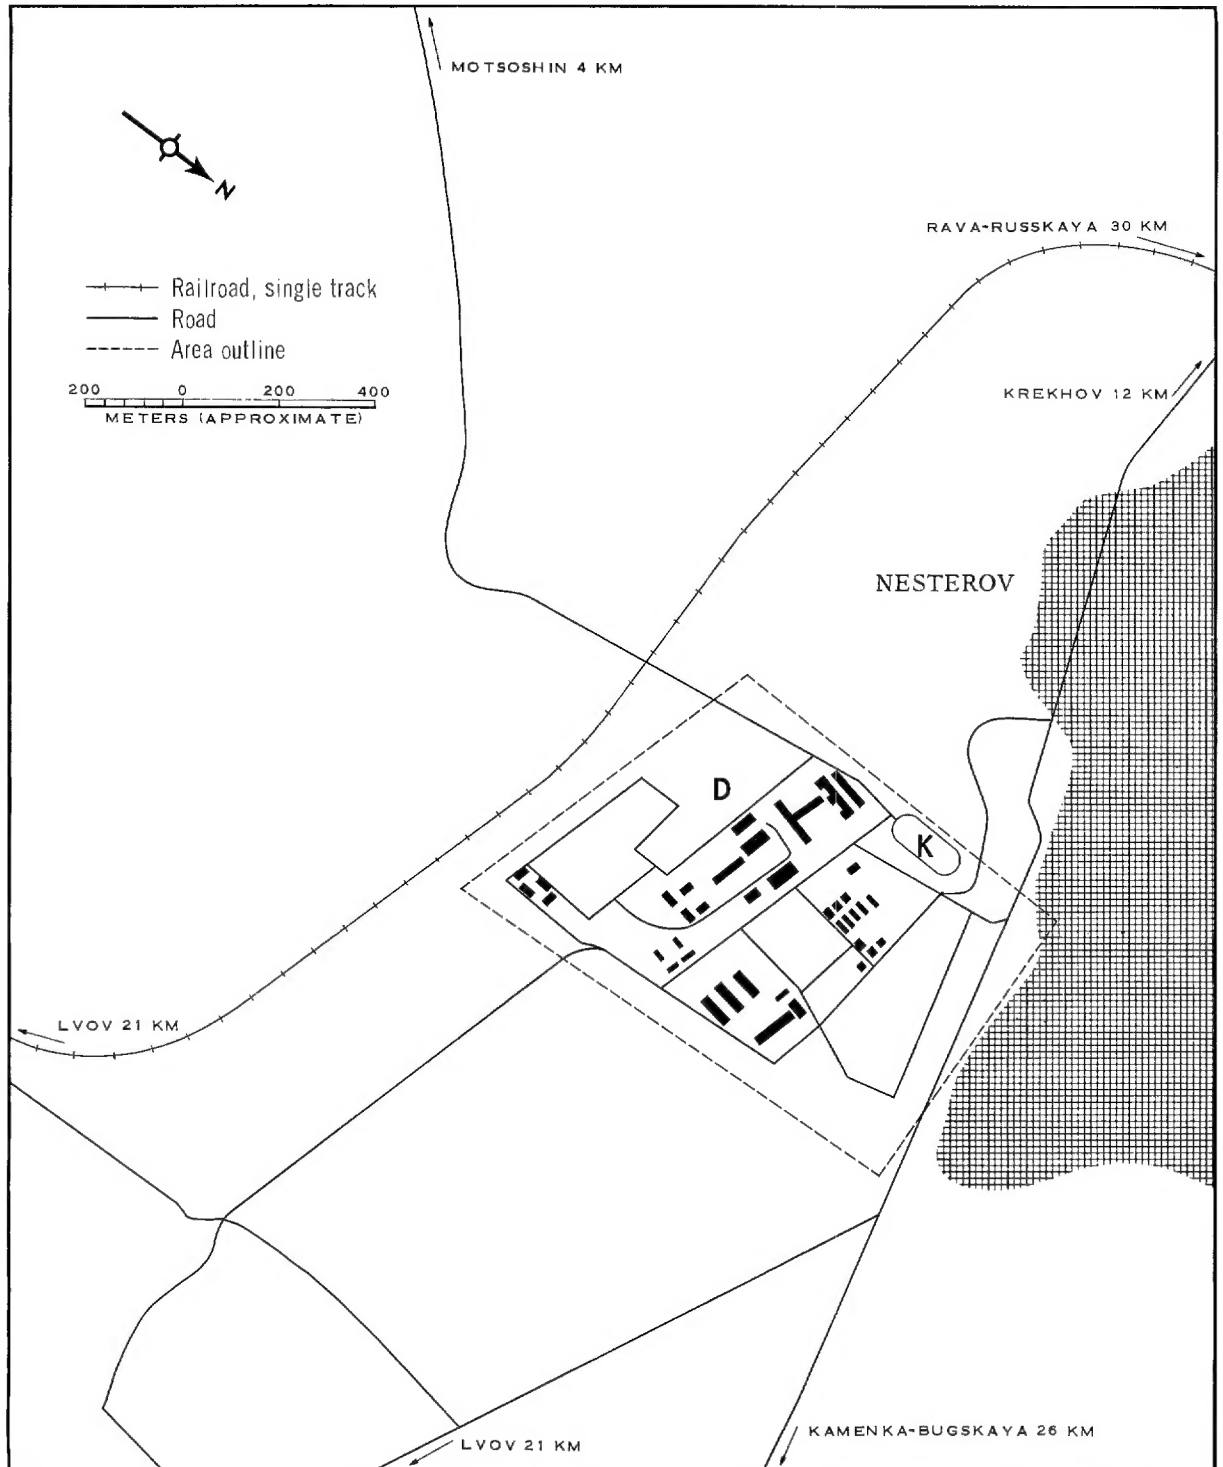 MOTSOSHIN 4 KM
N
RAVA-RUSSKAYA 30 KM
Railroad, single track
Road
Area outline
200 0 200 400
METERS (APPROXIMATE)
KREKHOV 12 KM
NESTEROV
D
K
LVOV 21 KM
KAMENKA-BUGSKAYA 26 KM
LVOV 21 KM